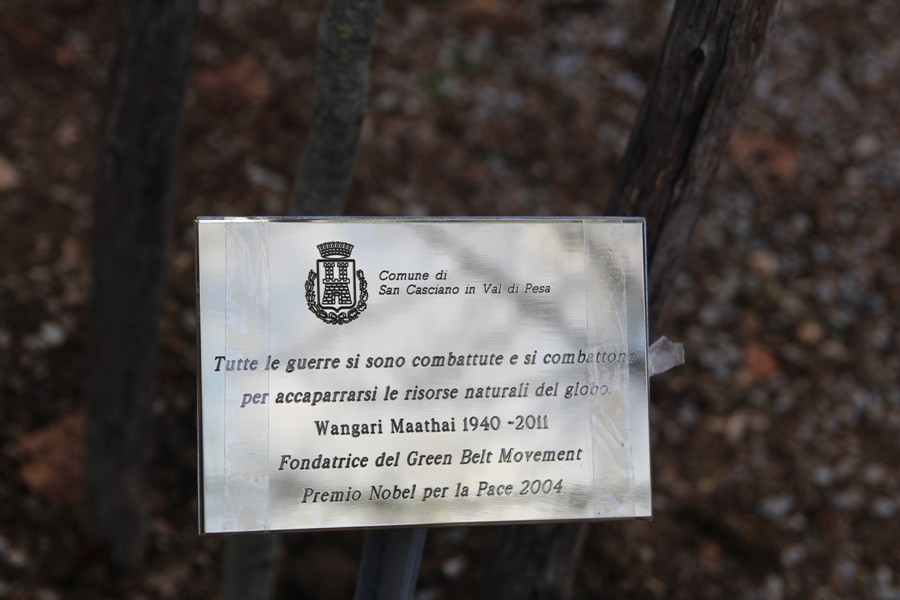 Comune di
San Casciano in Val di Pesa
Tutte le guerre si sono combattute e si combattono
per accaparrarsi le risorse naturali del globo.
Wangari Maathai 1940 -2011
Fondatrice del Green Belt Movement
Premio Nobel per la Pace 2004